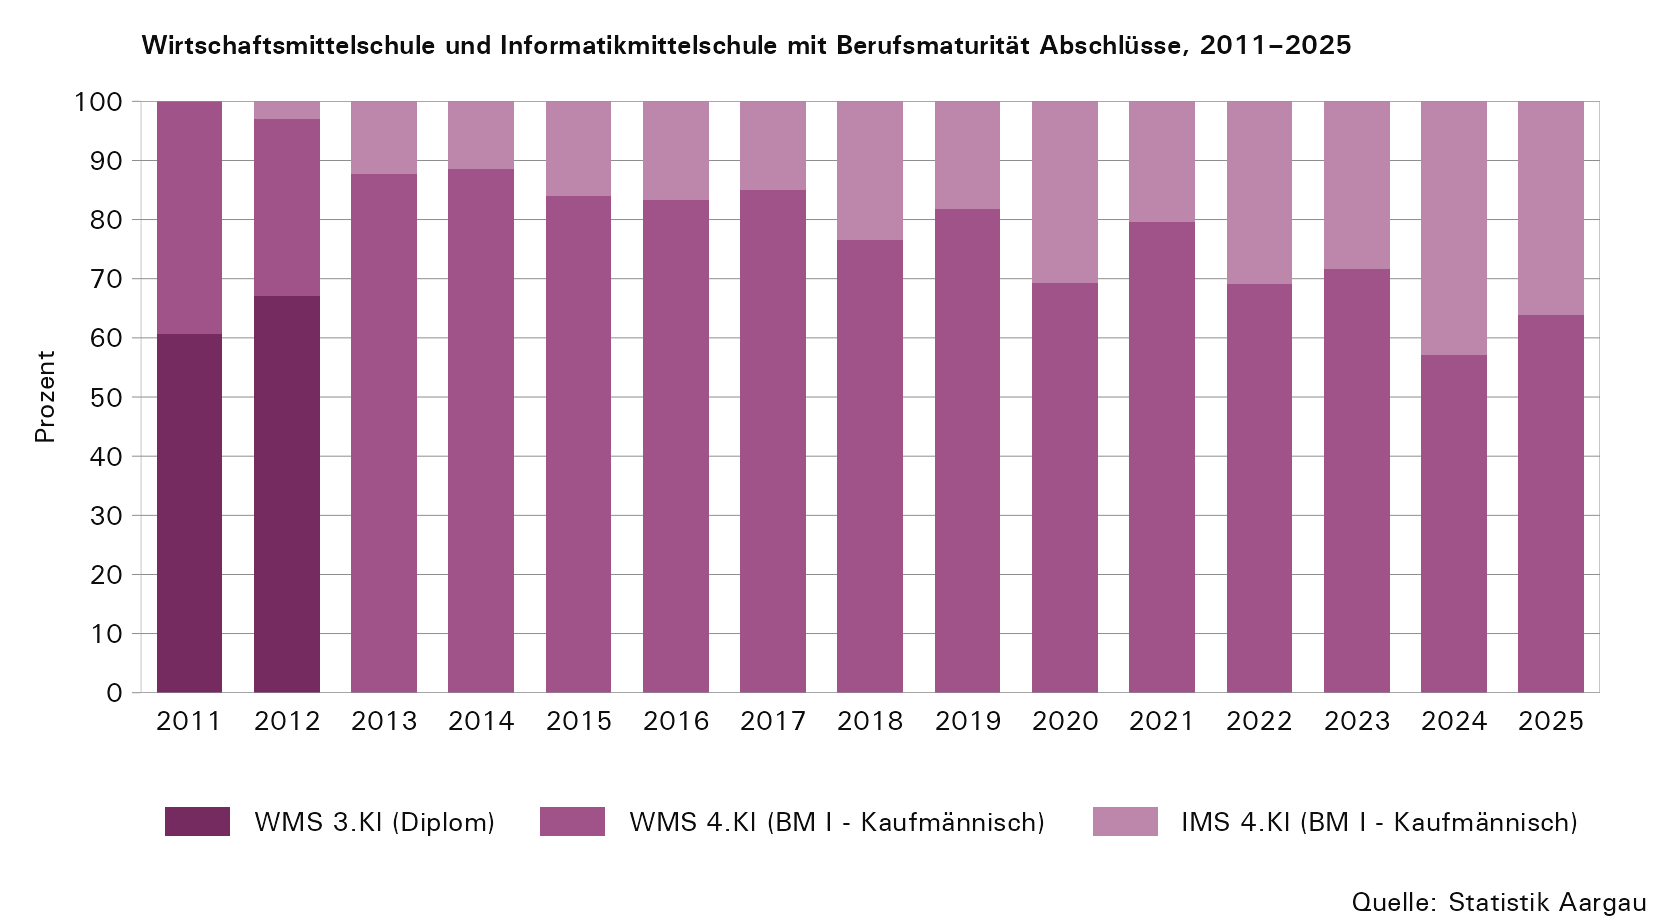 Wirtschaftsmittelschule und Informatikmittelschule mit Berufsmaturität Abschlüsse, 2011–2025
Prozent
100
90
80
70
60
50
40
30
20
10
0
2011 2012 2013 2014 2015 2016 2017 2018 2019 2020 2021 2022 2023 2024 2025
WMS 3.Kl (Diplom) WMS 4.Kl (BM I - Kaufmännisch) IMS 4.Kl (BM I - Kaufmännisch)
Quelle: Statistik Aargau